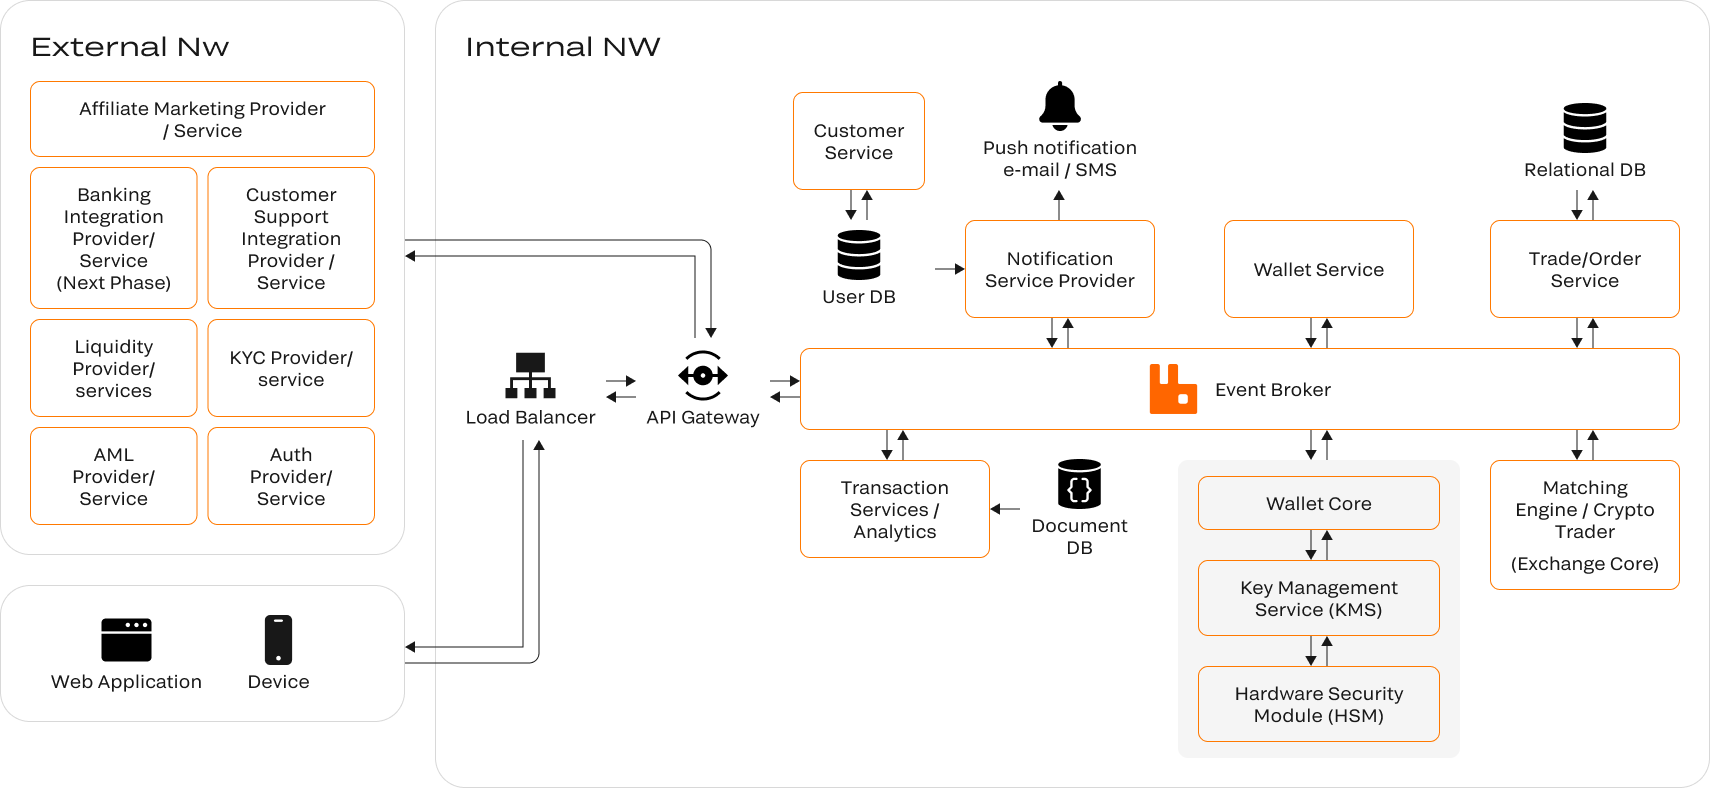 External Nw
Affiliate Marketing Provider
/ Service
Banking
Integration
Provider/
Service
(Next Phase)
Customer
Support
Integration
Provider /
Service
Liquidity
Provider/
services
KYC Provider/
service
AML
Provider/
Service
Auth
Provider/
Service
Web Application
Device
Internal NW
Load Balancer
API Gateway
Customer
Service
User DB
Push notification
e-mail / SMS
Notification
Service Provider
Wallet Service
Relational DB
Trade/Order
Service
Event Broker
Transaction
Services /
Analytics
{}
Document
DB
Wallet Core
Key Management
Service (KMS)
Hardware Security
Module (HSM)
Matching
Engine / Crypto
Trader
(Exchange Core)